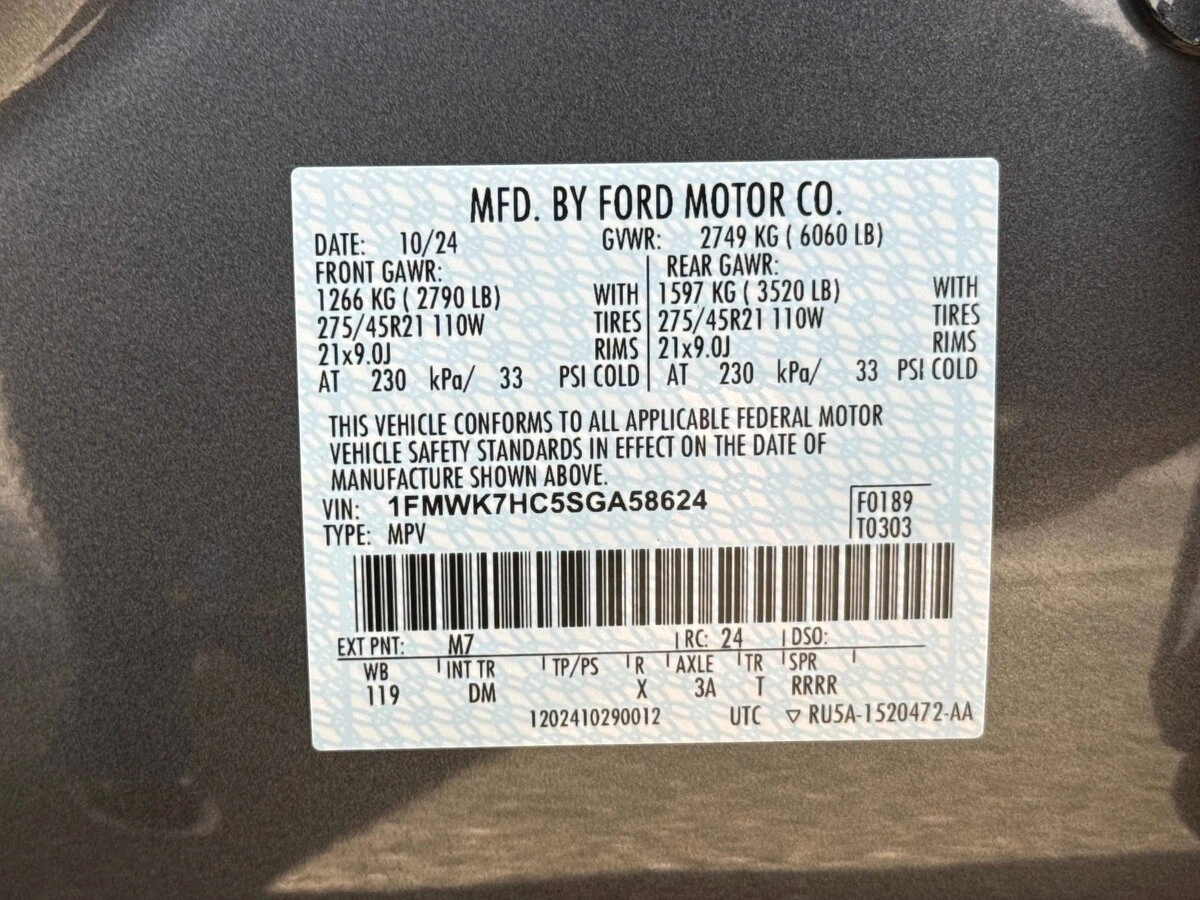 MFD. BY FORD MOTOR CO.
DATE: 10/24 GVWR: 2749 KG ( 6060 LB)
FRONT GAWR: REAR GAWR:
1266 KG ( 2790 LB) WITH 1597 KG ( 3520 LB) WITH
275/45R21 110W TIRES 275/45R21 110W TIRES
21x9.0J RIMS 21x9.0J RIMS
AT 230 kPa/ 33 PSI COLD AT 230 kPa/ 33 PSI COLD
THIS VEHICLE CONFORMS TO ALL APPLICABLE FEDERAL MOTOR
VEHICLE SAFETY STANDARDS IN EFFECT ON THE DATE OF
MANUFACTURE SHOWN ABOVE.
VIN: 1FMWK7HC5SGA58624 F0189
TYPE: MPV T0303
EXT PNT: M7 RC: 24 DSO:
WB INT TR TP/PS R AXLE TR SPR
119 DM X 3A T RRRR
1202410290012 UTC ▽ RU5A-1520472-AA